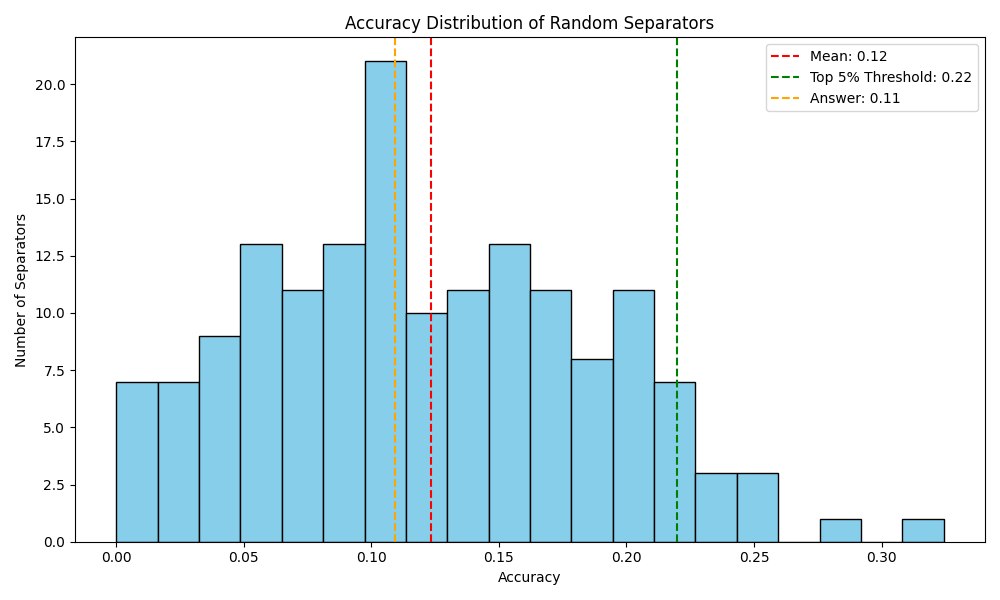 Accuracy Distribution of Random Separators
Mean: 0.12
Top 5% Threshold: 0.22
Answer: 0.11
Number of Separators
20.0
17.5
15.0
12.5
10.0
7.5
5.0
2.5
0.0
0.00 0.05 0.10 0.15 0.20 0.25 0.30
Accuracy